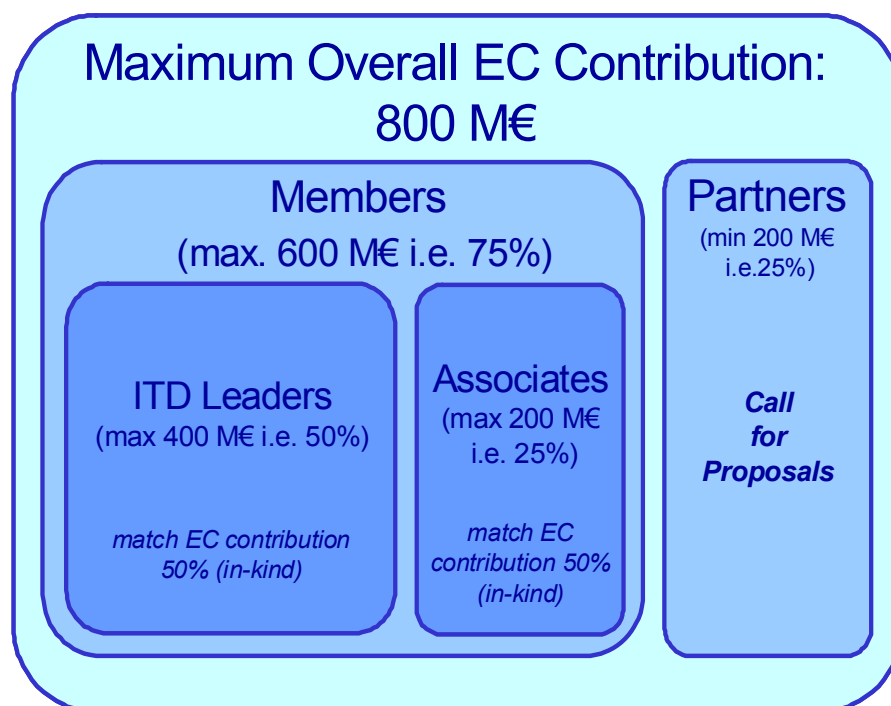 Maximum Overall EC Contribution:
800 M€
Members
(max. 600 M€ i.e. 75%)
ITD Leaders
(max 400 M€ i.e. 50%)
match EC contribution
50% (in-kind)
Associates
(max 200 M€
i.e. 25%)
match EC
contribution 50%
(in-kind)
Partners
(min 200 M€
i.e.25%)
Call
for
Proposals